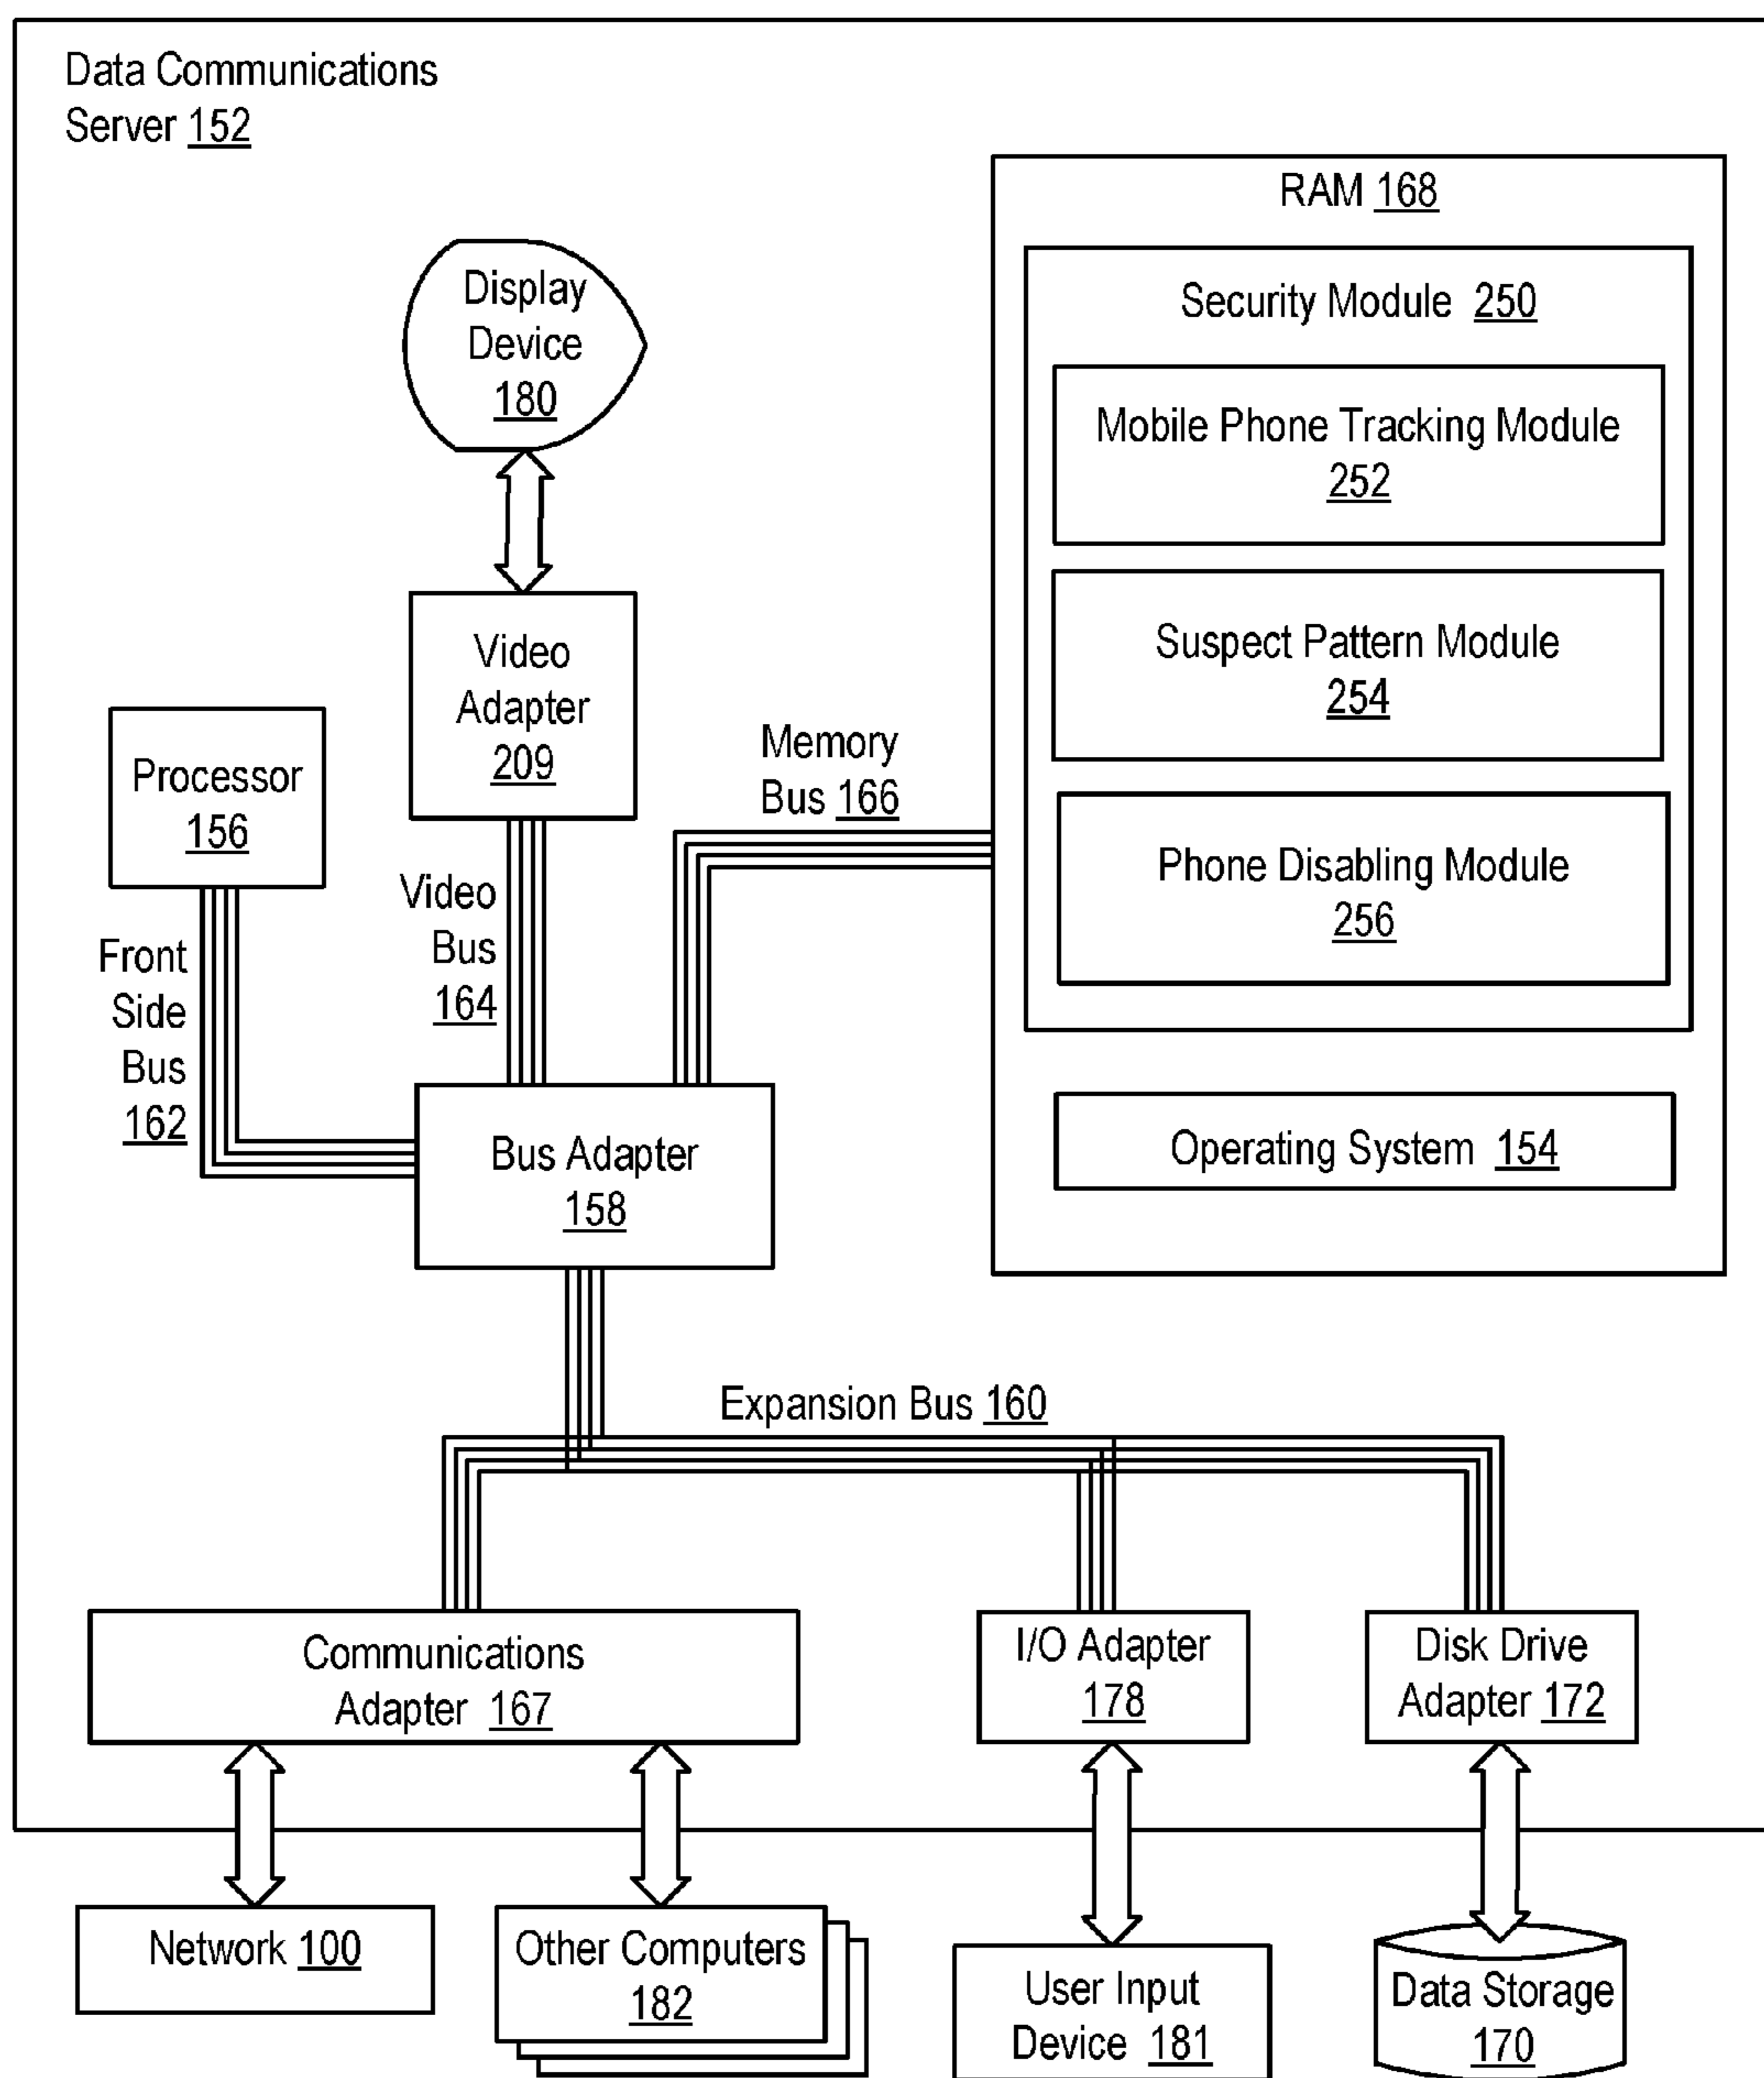 Data Communications
Server 152
RAM 168
Security Module 250
Mobile Phone Tracking Module
252
Suspect Pattern Module
254
Phone Disabling Module
256
Operating System 154
Display
Device
180
Video
Adapter
209
Processor
156
Memory
Bus 166
Video
Bus
164
Front
Side
Bus
162
Bus Adapter
158
Expansion Bus 160
Communications
Adapter 167
I/O Adapter
178
Disk Drive
Adapter 172
Network 100
Other Computers
182
User Input
Device 181
Data Storage
170